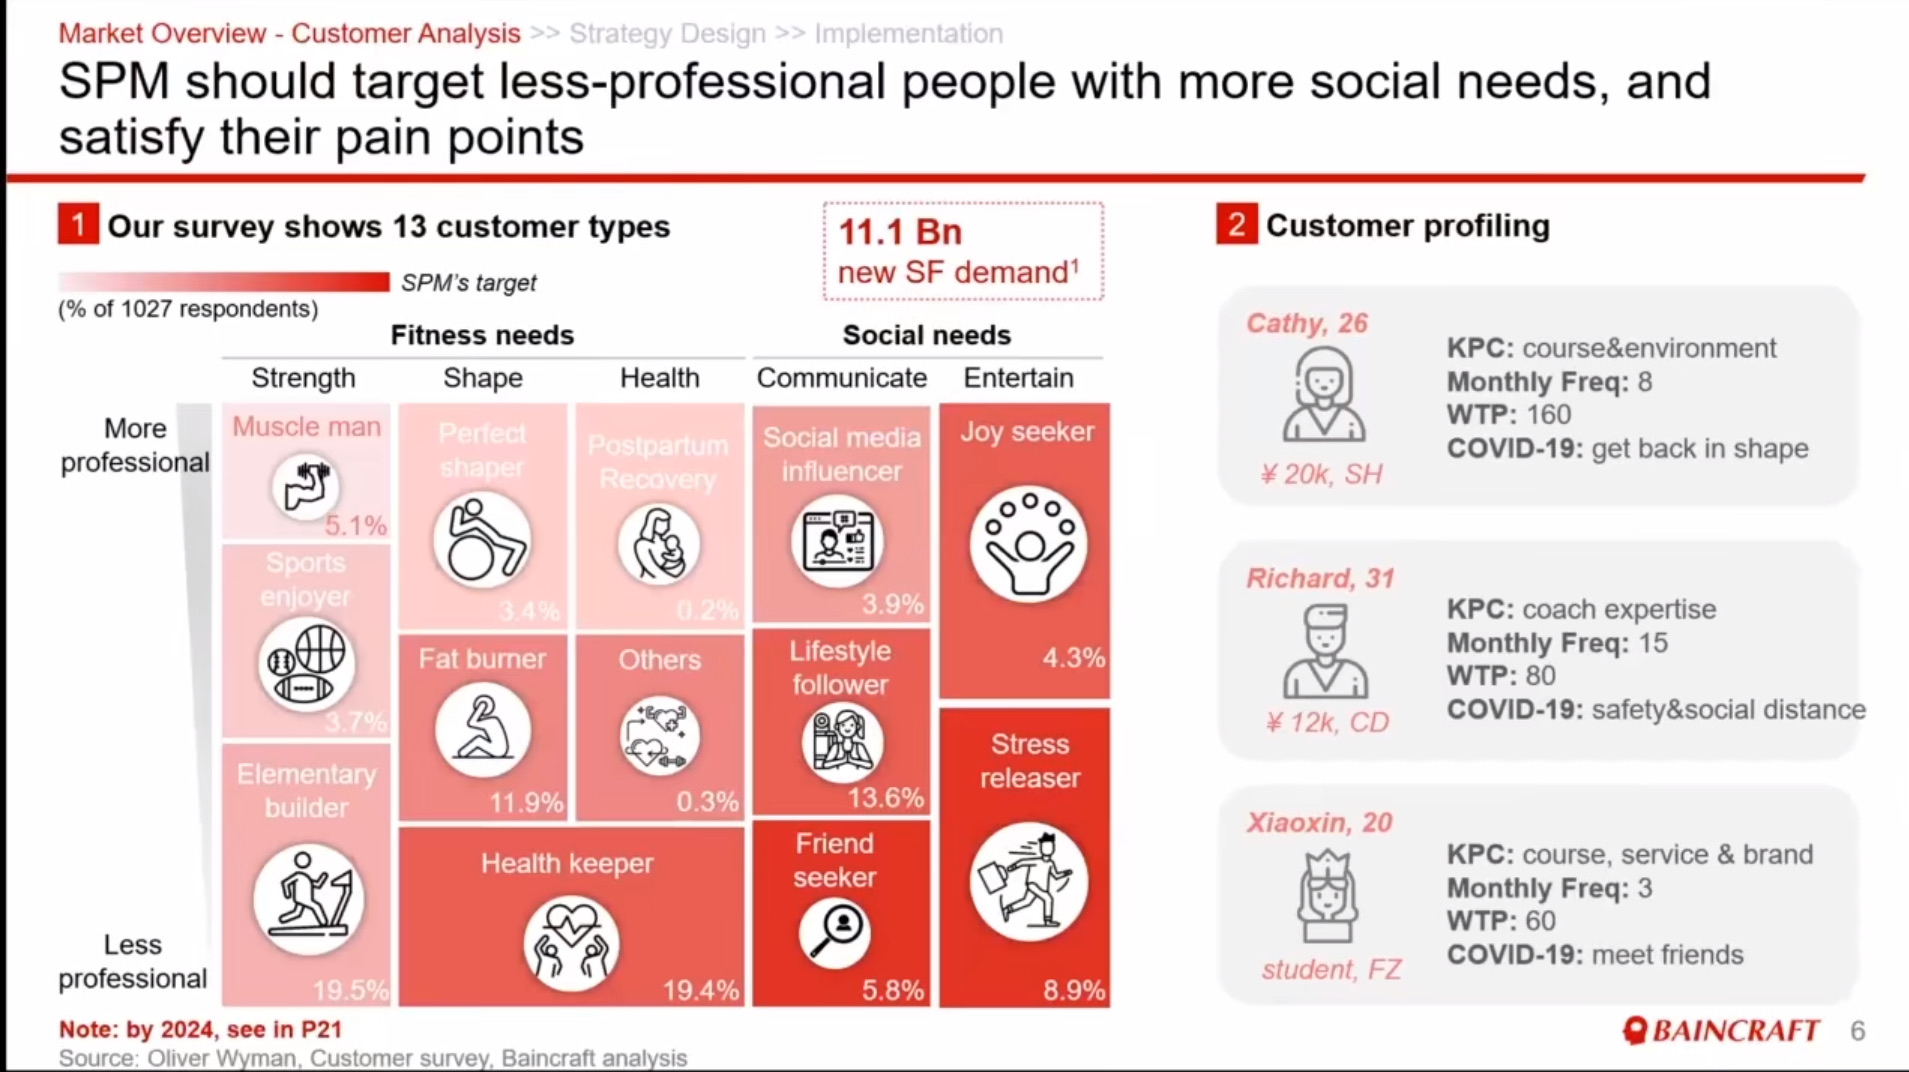 Market Overview - Customer Analysis >> Strategy Design >> Implementation
SPM should target less-professional people with more social needs, and
satisfy their pain points
1 Our survey shows 13 customer types
SPM's target
(% of 1027 respondents)
11.1 Bn
new SF demand¹
Fitness needs
Social needs
Strength
Shape
Health
Communicate
Entertain
More
professional
Less
professional
Muscle man
5.1%
Sports
enjoyer
3.7%
Elementary
builder
19.5%
Perfect
shaper
3.4%
Fat burner
11.9%
Postpartum
Recovery
0.2%
Others
0.3%
Health keeper
19.4%
Social media
influencer
3.9%
Lifestyle
follower
13.6%
Friend
seeker
5.8%
Joy seeker
4.3%
Stress
releaser
8.9%
2 Customer profiling
Cathy, 26
¥ 20k, SH
KPC: course&environment
Monthly Freq: 8
WTP: 160
COVID-19: get back in shape
Richard, 31
¥ 12k, CD
KPC: coach expertise
Monthly Freq: 15
WTP: 80
COVID-19: safety&social distance
Xiaoxin, 20
student, FZ
KPC: course, service & brand
Monthly Freq: 3
WTP: 60
COVID-19: meet friends
Note: by 2024, see in P21
Source: Oliver Wyman, Customer survey, Baincraft analysis
BAINCRAFT 6